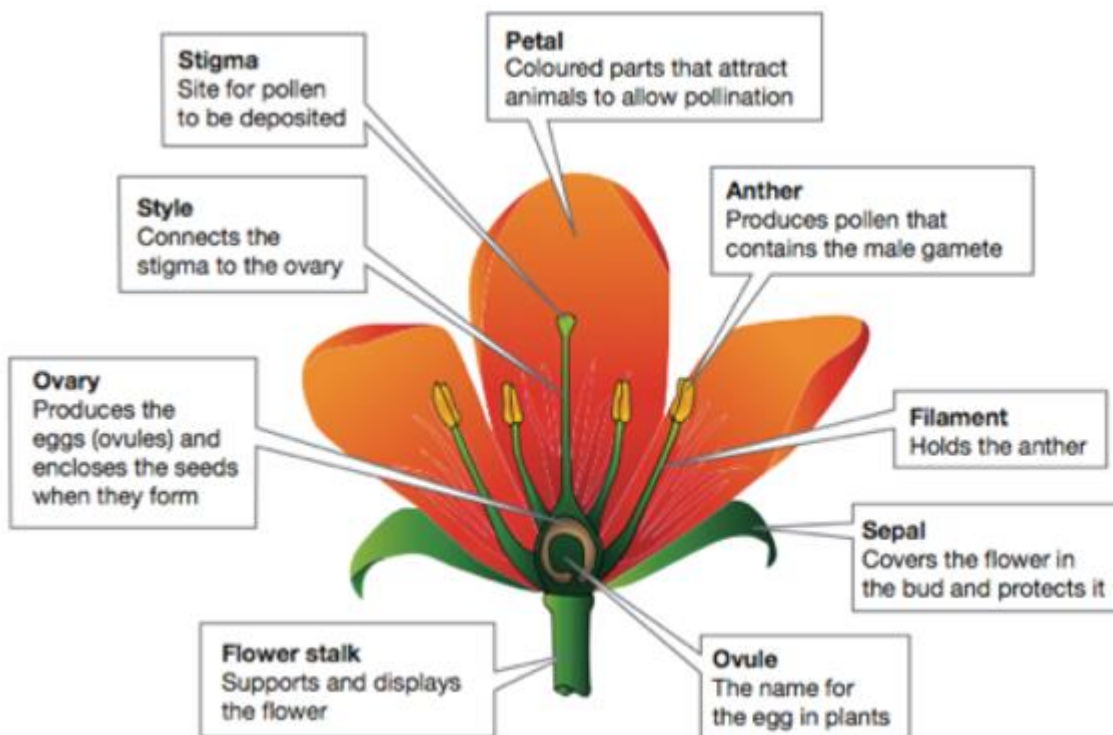 Stigma
Site for pollen
to be deposited
Petal
Coloured parts that attract
animals to allow pollination
Style
Connects the
stigma to the ovary
Anther
Produces pollen that
contains the male gamete
Ovary
Produces the
eggs (ovules) and
encloses the seeds
when they form
Filament
Holds the anther
Sepal
Covers the flower in
the bud and protects it
Flower stalk
Supports and displays
the flower
Ovule
The name for
the egg in plants